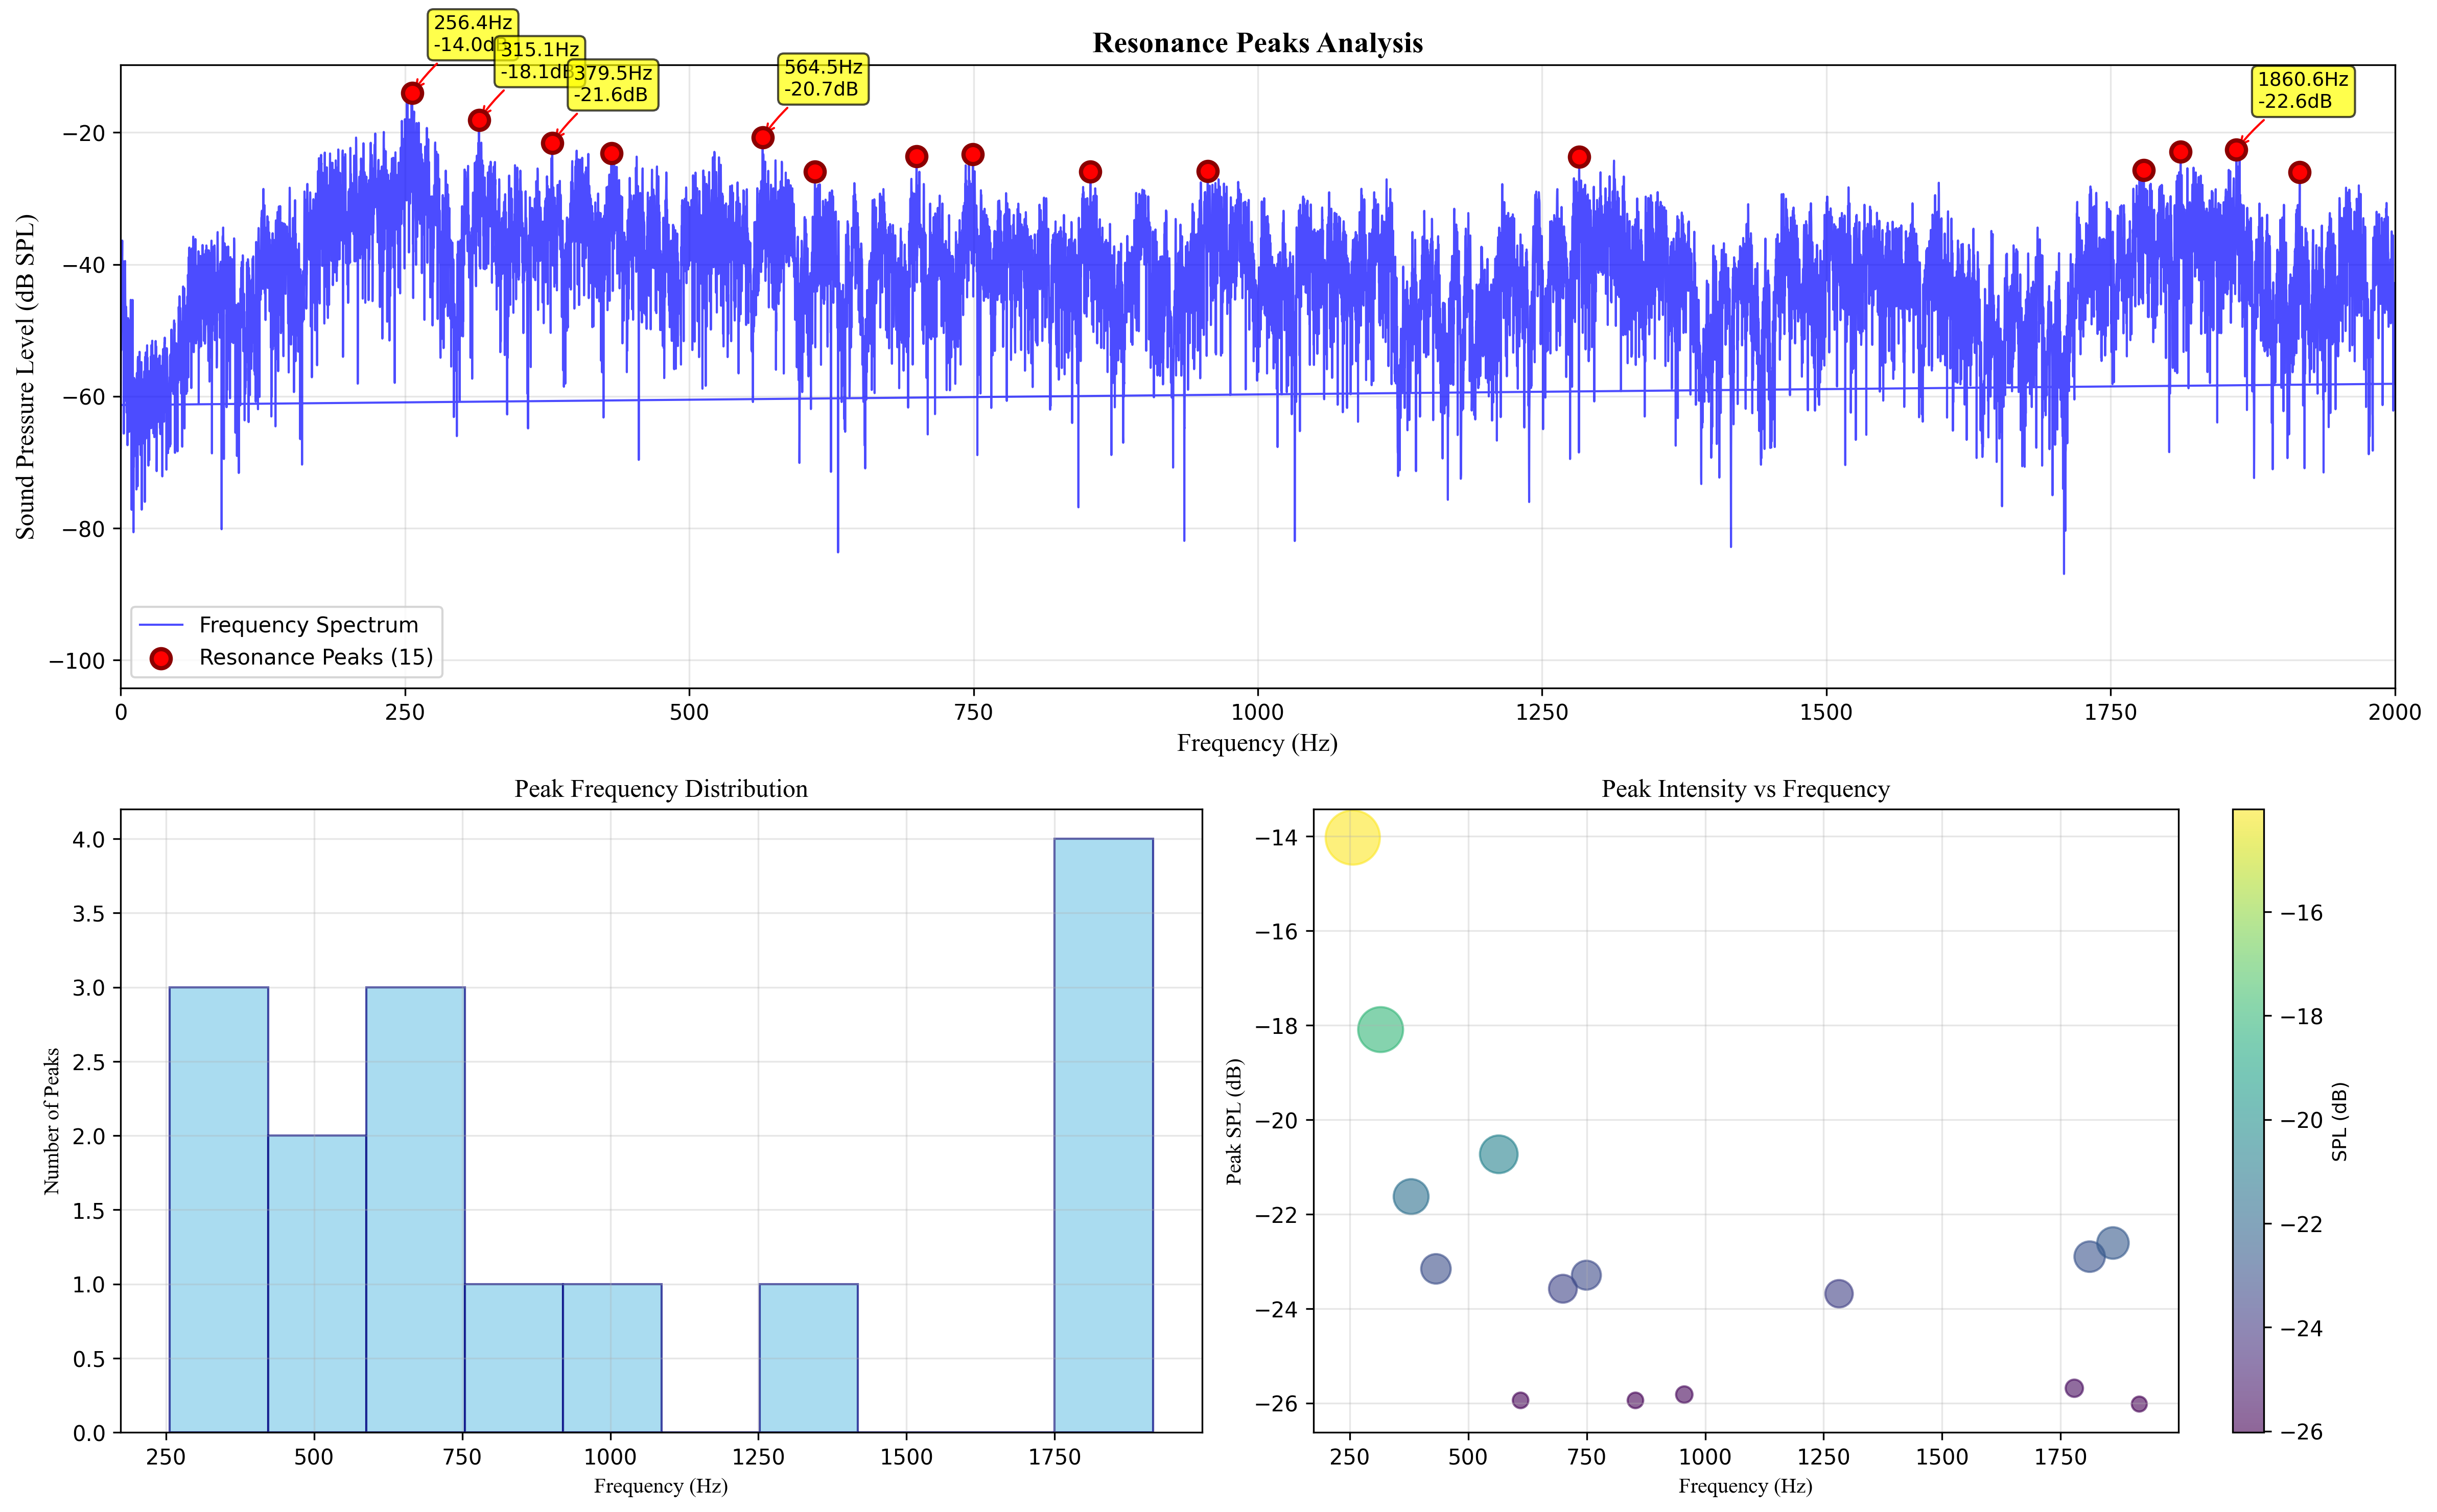 256.4Hz
-14.0dB
315.1Hz
-18.1dB
379.5Hz
-21.6dB
564.5Hz
-20.7dB
1860.6Hz
-22.6dB
Resonance Peaks Analysis
Sound Pressure Level (dB SPL)
−20
−40
−60
−80
−100
Frequency Spectrum
Resonance Peaks (15)
0 250 500 750 1000 1250 1500 1750 2000
Frequency (Hz)
Peak Frequency Distribution
Number of Peaks
4.0
3.5
3.0
2.5
2.0
1.5
1.0
0.5
0.0
250 500 750 1000 1250 1500 1750
Frequency (Hz)
Peak Intensity vs Frequency
Peak SPL (dB)
−14
−16
−18
−20
−22
−24
−26
250 500 750 1000 1250 1500 1750
Frequency (Hz)
−16
−18
−20
−22
−24
−26
SPL (dB)